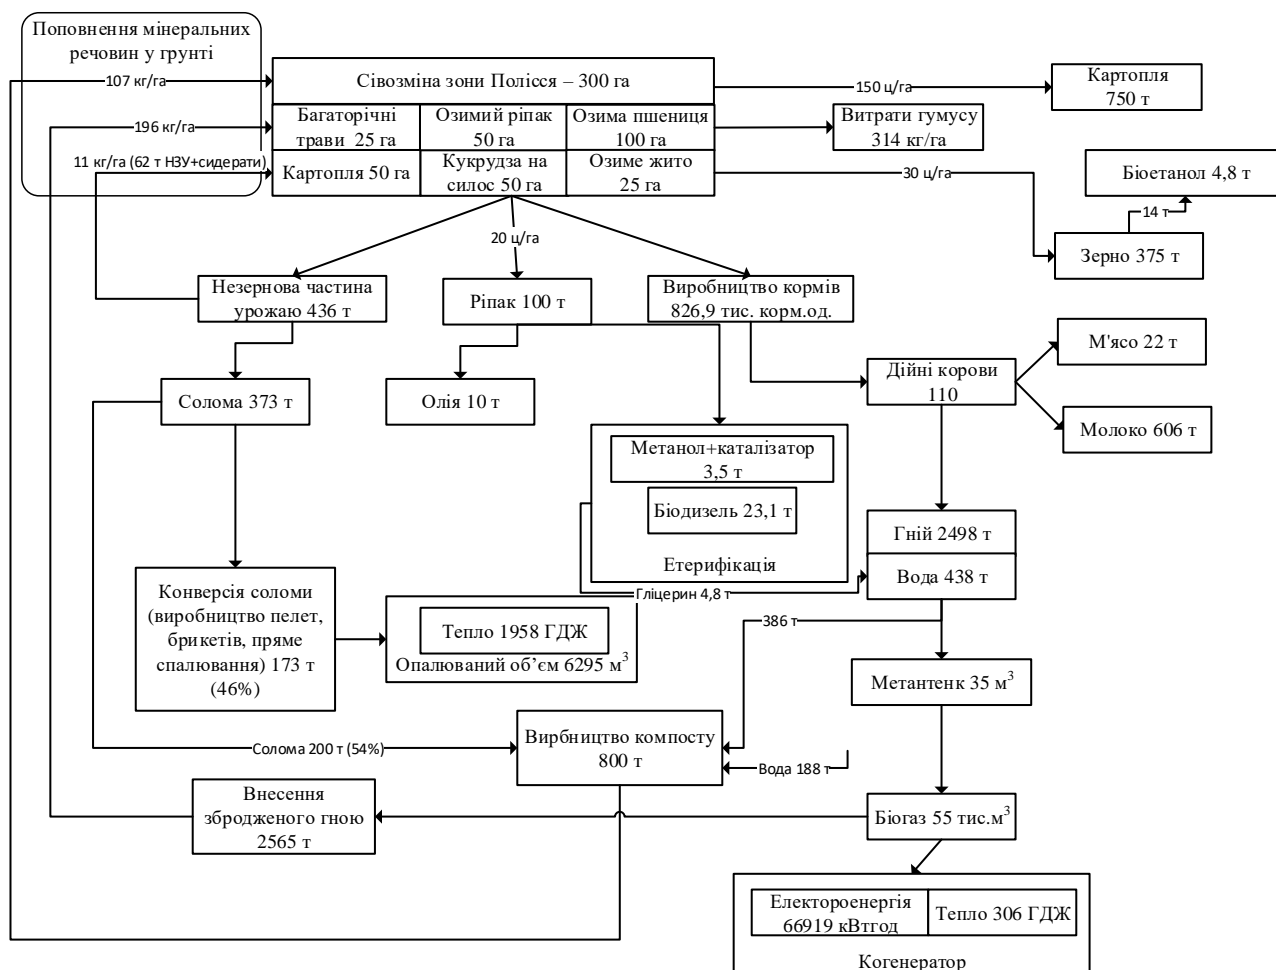 Поповнення мінеральних
речовин у грунті
107 кг/га
196 кг/га
11 кг/га (62 т НЗУ+сидерати)
Сівозміна зони Полісся – 300 га
Багаторічні
трави 25 га
Озимий ріпак
50 га
Озима пшениця
100 га
Картопля 50 га
Кукрудза на
силос 50 га
Озиме жито
25 га
150 ц/га
Картопля
750 т
Витрати гумусу
314 кг/га
30 ц/га
Біоетанол 4,8 т
14 т
Зерно 375 т
20 ц/га
Незернова частина
урожаю 436 т
Ріпак 100 т
Виробництво кормів
826,9 тис. корм.од.
М'ясо 22 т
Дійні корови
110
Молоко 606 т
Солома 373 т
Олія 10 т
Метанол+каталізатор
3,5 т
Біодизель 23,1 т
Етерифікація
Гній 2498 т
Вода 438 т
Гліцерин 4,8 т
Конверсія соломи
(виробництво пелет,
брикетів, пряме
спалювання) 173 т
(46%)
Тепло 1958 ГДЖ
Опалюваний об’єм 6295 м³
386 т
Метантенк 35 м³
Солома 200 т (54%)
Вирбництво компосту
800 т
Вода 188 т
Внесення
збродженого гною
2565 т
Біогаз 55 тис.м³
Електороенергія
66919 кВтгод
Тепло 306 ГДЖ
Когенератор